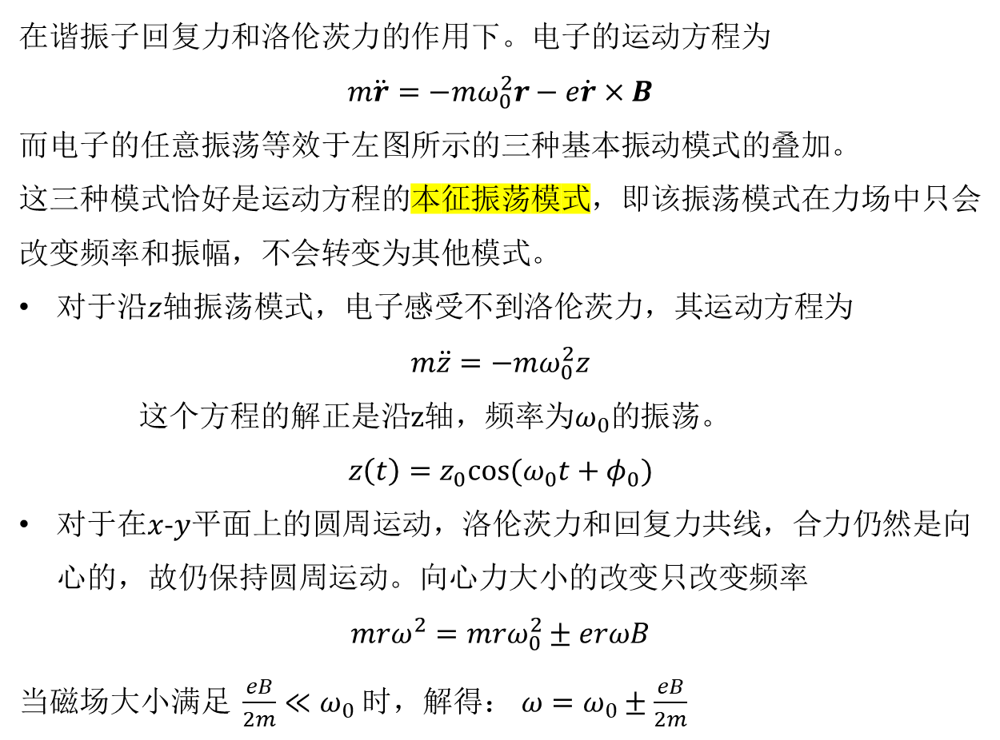 在谐振子回复力和洛伦茨力的作用下。电子的运动方程为
$m\ddot{\boldsymbol{r}} = -m\omega_0^2\boldsymbol{r} - e\dot{\boldsymbol{r}} \times \boldsymbol{B}$
而电子的任意振荡等效于左图所示的三种基本振动模式的叠加。
这三种模式恰好是运动方程的本征振荡模式，即该振荡模式在力场中只会
改变频率和振幅，不会转变为其他模式。
• 对于沿$z$轴振荡模式，电子感受不到洛伦茨力，其运动方程为
$m\ddot{z} = -m\omega_0^2 z$
这个方程的解正是沿z轴，频率为$\omega_0$的振荡。
$z(t) = z_0\cos(\omega_0 t + \phi_0)$
• 对于在$x$-$y$平面上的圆周运动，洛伦茨力和回复力共线，合力仍然是向
心的，故仍保持圆周运动。向心力大小的改变只改变频率
$mr\omega^2 = mr\omega_0^2 \pm er\omega B$
当磁场大小满足 $\frac{eB}{2m} \ll \omega_0$ 时，解得： $\omega = \omega_0 \pm \frac{eB}{2m}$